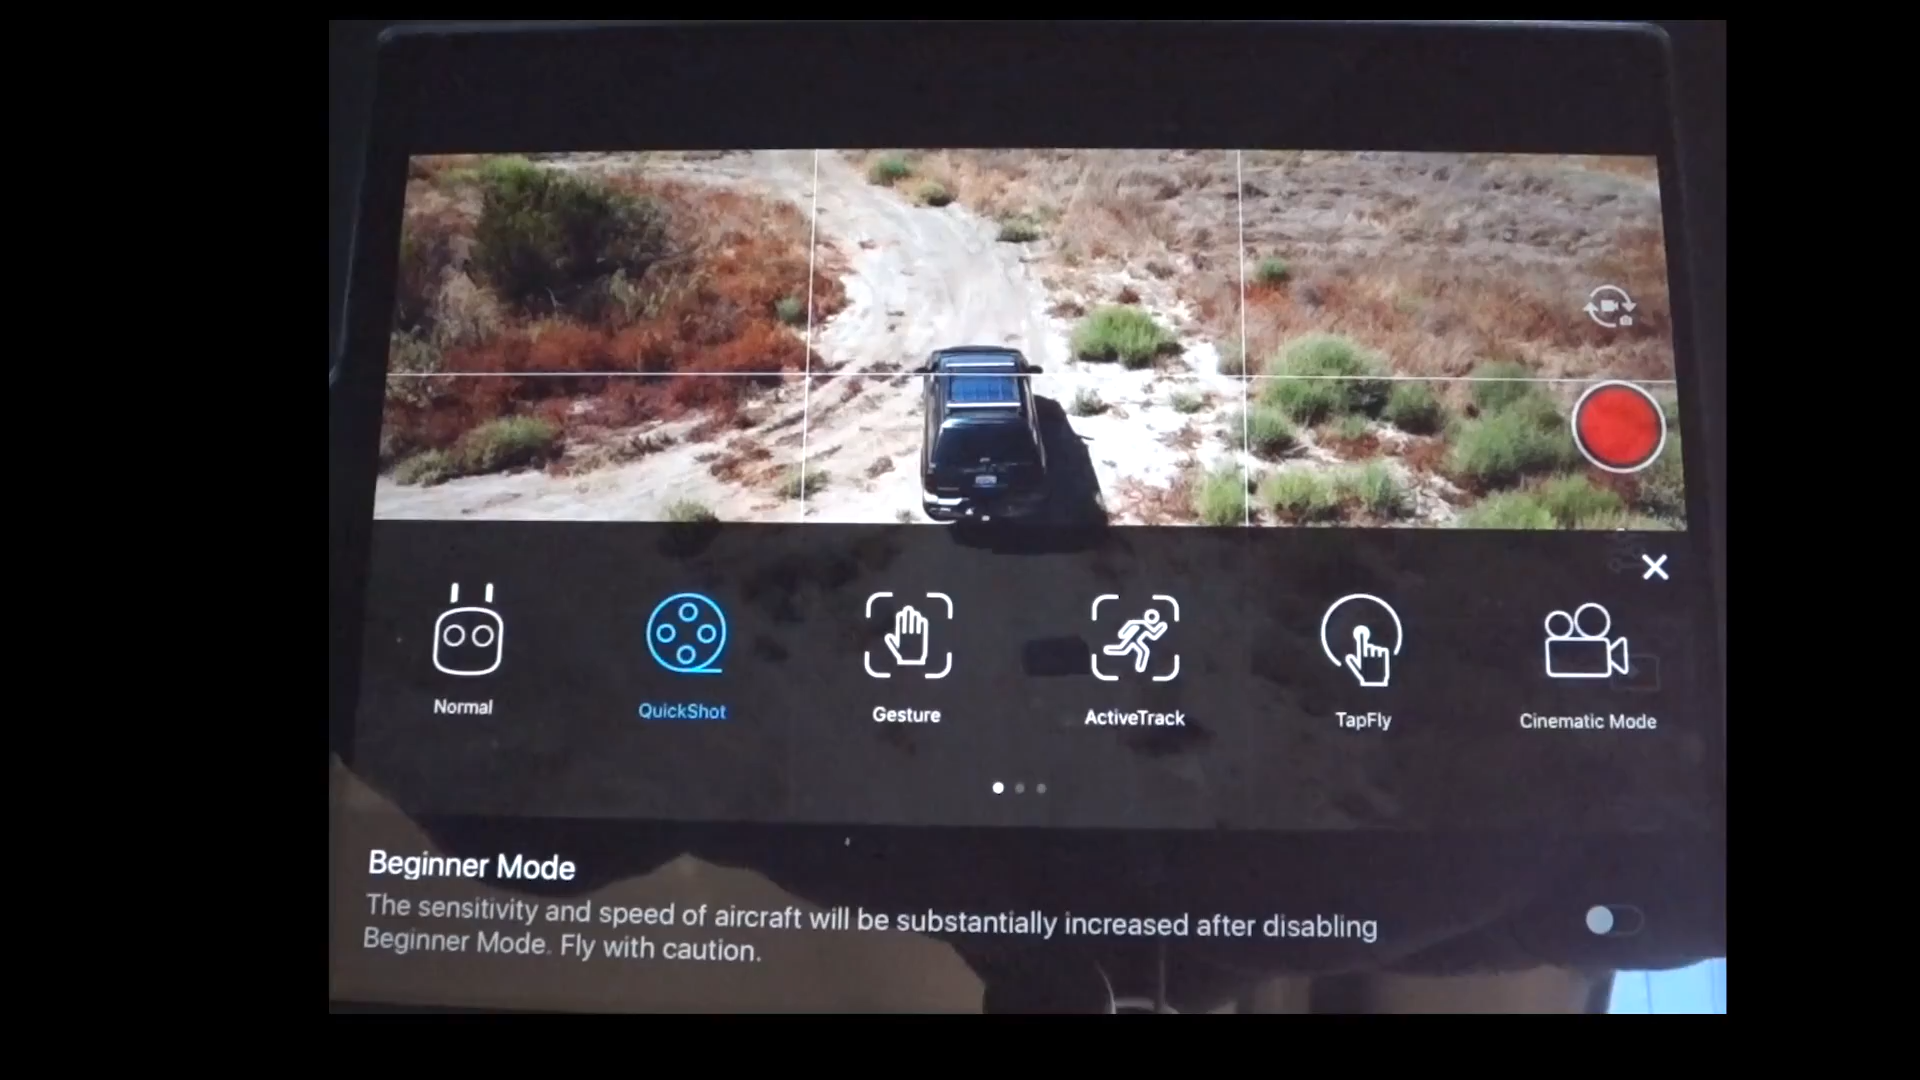 Normal
QuickShot
Gesture
ActiveTrack
TapFly
Cinematic Mode
Beginner Mode
The sensitivity and speed of aircraft will be substantially increased after disabling
Beginner Mode. Fly with caution.